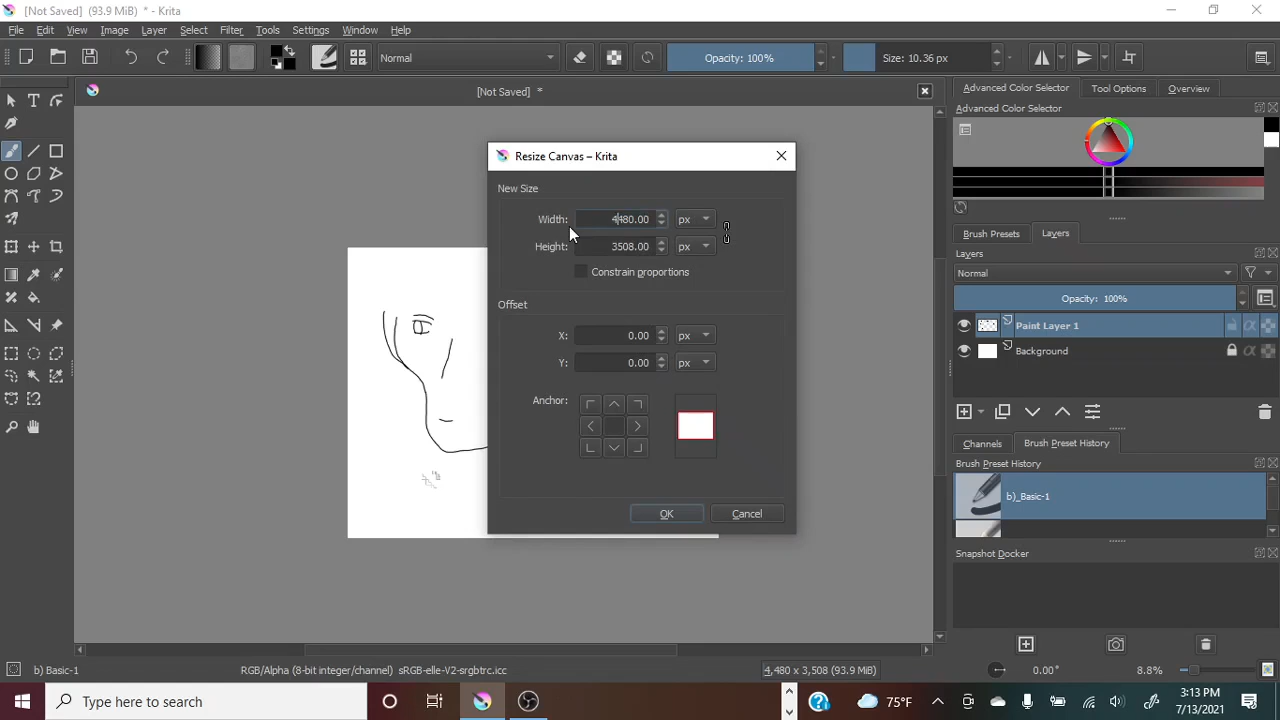 [Not Saved] (93.9 MiB) * - Krita
File Edit View Image Layer Select Filter Tools Settings Window Help
Normal
Opacity: 100%
Size: 10.36 px
[Not Saved] *
Advanced Color Selector Tool Options Overview
Advanced Color Selector
Resize Canvas – Krita
New Size
Width: 4480.00 px
Height: 3508.00 px
Constrain proportions
Offset
X: 0.00 px
Y: 0.00 px
Anchor:
OK Cancel
Brush Presets Layers
Layers
Normal
Opacity: 100%
Paint Layer 1
Background
Channels Brush Preset History
Brush Preset History
b)_Basic-1
Snapshot Docker
b) Basic-1
RGB/Alpha (8-bit integer/channel) sRGB-elle-V2-srgbtrc.icc
4,480 x 3,508 (93.9 MiB)
0.00°
8.8%
Type here to search
75°F
3:13 PM
7/13/2021